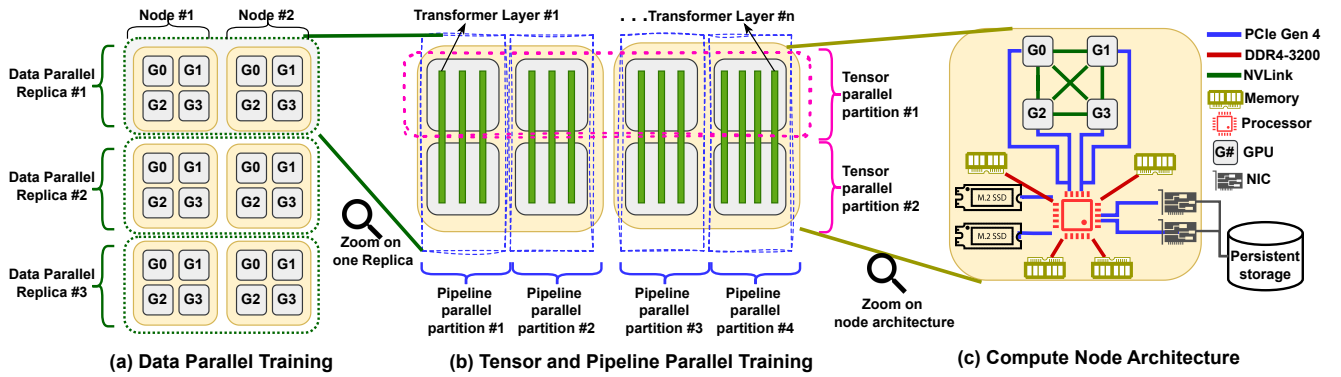 Node #1
Node #2
Data Parallel
Replica #1
G0 G1
G2 G3
G0 G1
G2 G3
Data Parallel
Replica #2
G0 G1
G2 G3
G0 G1
G2 G3
Data Parallel
Replica #3
G0 G1
G2 G3
G0 G1
G2 G3
(a) Data Parallel Training
Zoom on
one Replica
Transformer Layer #1
. . . Transformer Layer #n
Tensor
parallel
partition #1
Tensor
parallel
partition #2
Pipeline
parallel
partition #1
Pipeline
parallel
partition #2
Pipeline
parallel
partition #3
Pipeline
parallel
partition #4
(b) Tensor and Pipeline Parallel Training
Zoom on
node architecture
G0 G1
G2 G3
M.2 SSD
M.2 SSD
PCIe Gen 4
DDR4-3200
NVLink
Memory
Processor
G# GPU
NIC
Persistent
storage
(c) Compute Node Architecture